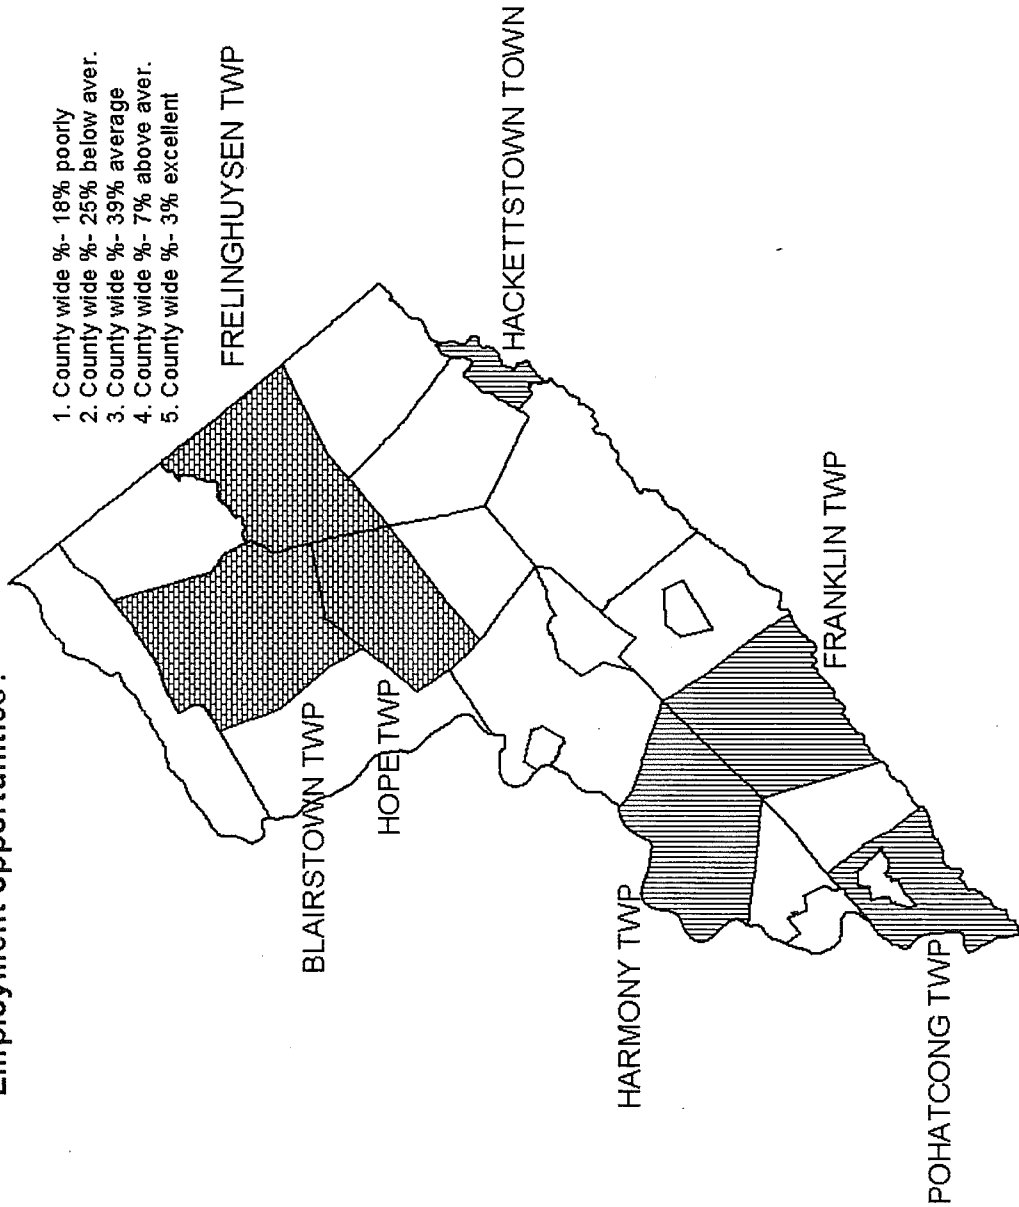 Employment opportunities?
1. County wide %- 18% poorly
2. County wide %- 25% below aver.
3. County wide %- 39% average
4. County wide %- 7% above aver.
5. County wide %- 3% excellent
FRELINGHUYSEN TWP
BLAIRSTOWN TWP
HOPE TWP
HACKETTSTOWN TOWN
HARMONY TWP
FRANKLIN TWP
POHATCONG TWP